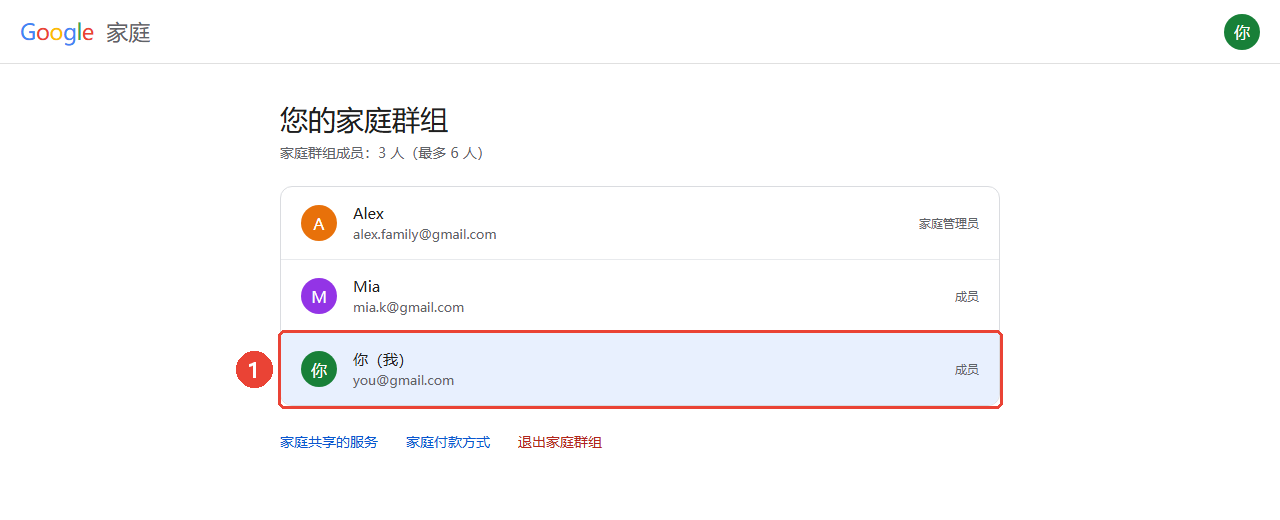 Google 家庭
你
您的家庭群组
家庭群组成员：3 人（最多 6 人）
A
Alex
alex.family@gmail.com
家庭管理员
M
Mia
mia.k@gmail.com
成员
1
你
你（我）
you@gmail.com
成员
家庭共享的服务 家庭付款方式 退出家庭群组